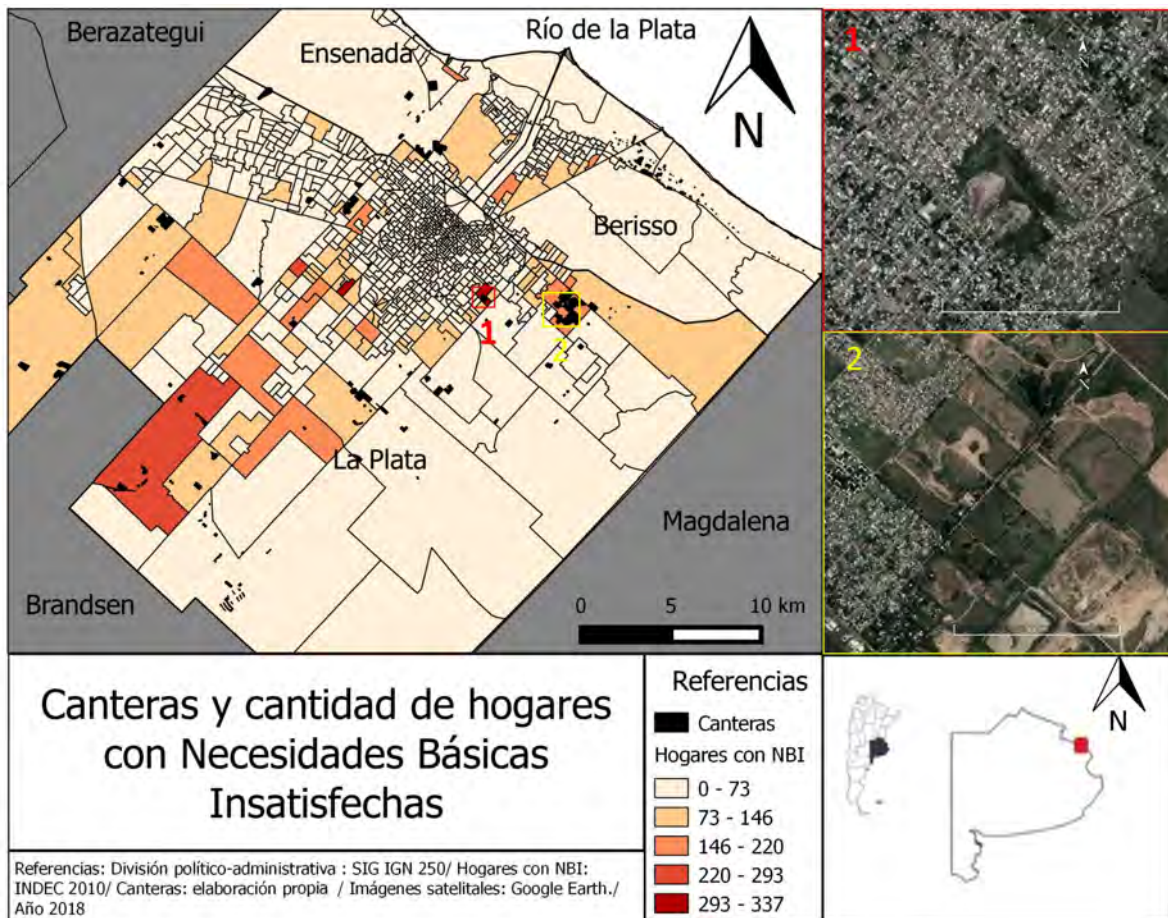 Berazategui
Ensenada
Río de la Plata
N
Berisso
1
2
La Plata
Magdalena
Brandsen
0 5 10 km
1
N
2
N
Canteras y cantidad de hogares
con Necesidades Básicas
Insatisfechas
Referencias: División político-administrativa : SIG IGN 250/ Hogares con NBI:
INDEC 2010/ Canteras: elaboración propia / Imágenes satelitales: Google Earth./
Año 2018
Referencias
Canteras
Hogares con NBI
0 - 73
73 - 146
146 - 220
220 - 293
293 - 337
N